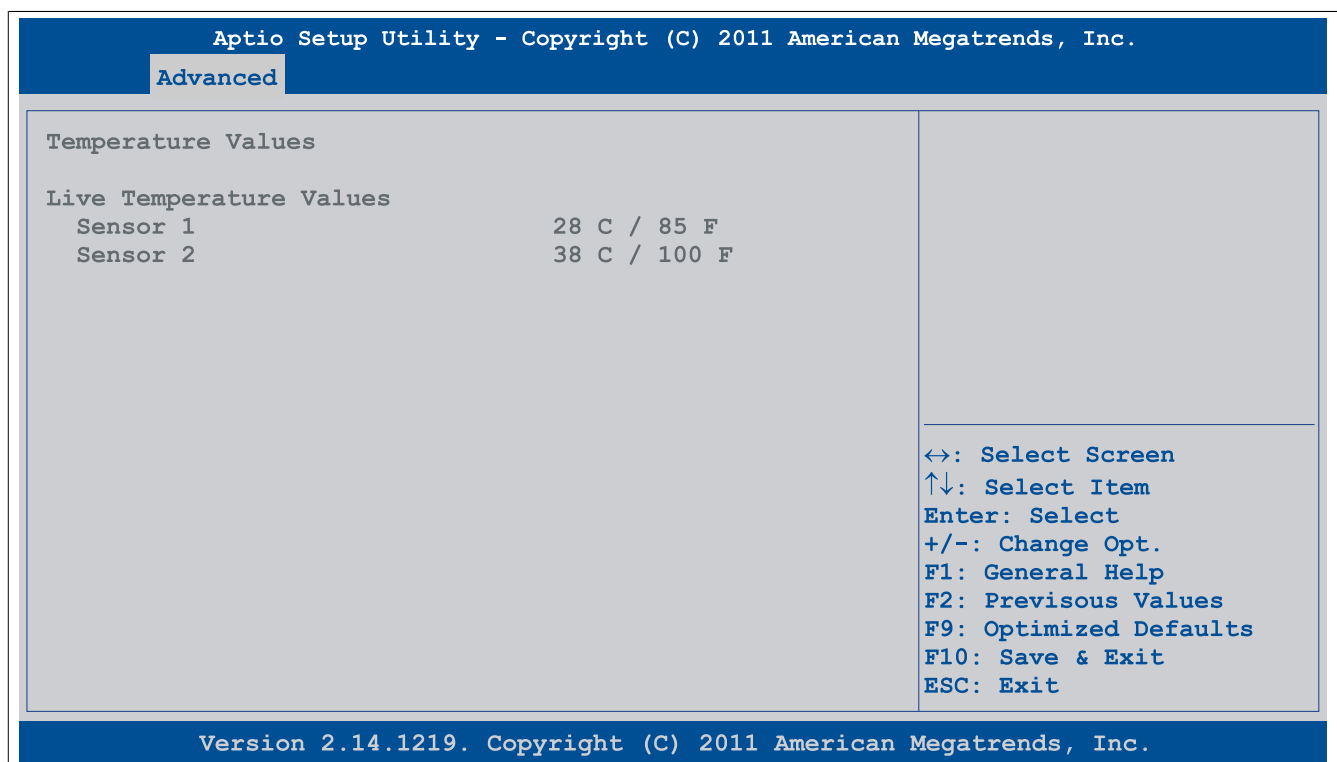 Aptio Setup Utility - Copyright (C) 2011 American Megatrends, Inc.
Advanced
Temperature Values
Live Temperature Values
Sensor 1 28 C / 85 F
Sensor 2 38 C / 100 F
↔: Select Screen
↑↓: Select Item
Enter: Select
+/-: Change Opt.
F1: General Help
F2: Previsous Values
F9: Optimized Defaults
F10: Save & Exit
ESC: Exit
Version 2.14.1219. Copyright (C) 2011 American Megatrends, Inc.